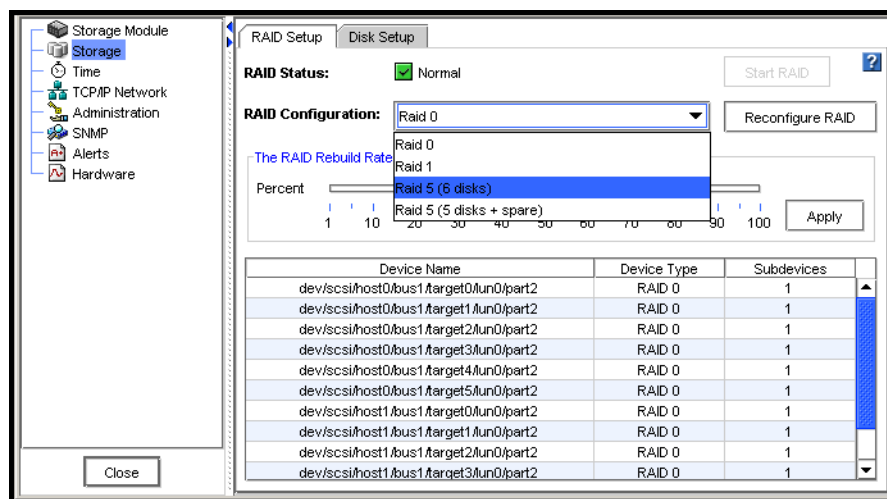 Storage Module
Storage
Time
TCP/IP Network
Administration
SNMP
Alerts
Hardware
Close
RAID Setup Disk Setup
RAID Status: Normal Start RAID ?
RAID Configuration: Raid 0 Reconfigure RAID
Raid 0
Raid 1
Raid 5 (6 disks)
Raid 5 (5 disks + spare)
The RAID Rebuild Rate
Percent
1 10 20 30 40 50 60 70 80 90 100 Apply
Device Name Device Type Subdevices
dev/scsi/host0/bus1/target0/lun0/part2 RAID 0 1
dev/scsi/host0/bus1/target1/lun0/part2 RAID 0 1
dev/scsi/host0/bus1/target2/lun0/part2 RAID 0 1
dev/scsi/host0/bus1/target3/lun0/part2 RAID 0 1
dev/scsi/host0/bus1/target4/lun0/part2 RAID 0 1
dev/scsi/host0/bus1/target5/lun0/part2 RAID 0 1
dev/scsi/host1/bus1/target0/lun0/part2 RAID 0 1
dev/scsi/host1/bus1/target1/lun0/part2 RAID 0 1
dev/scsi/host1/bus1/target2/lun0/part2 RAID 0 1
dev/scsi/host1/bus1/target3/lun0/part2 RAID 0 1